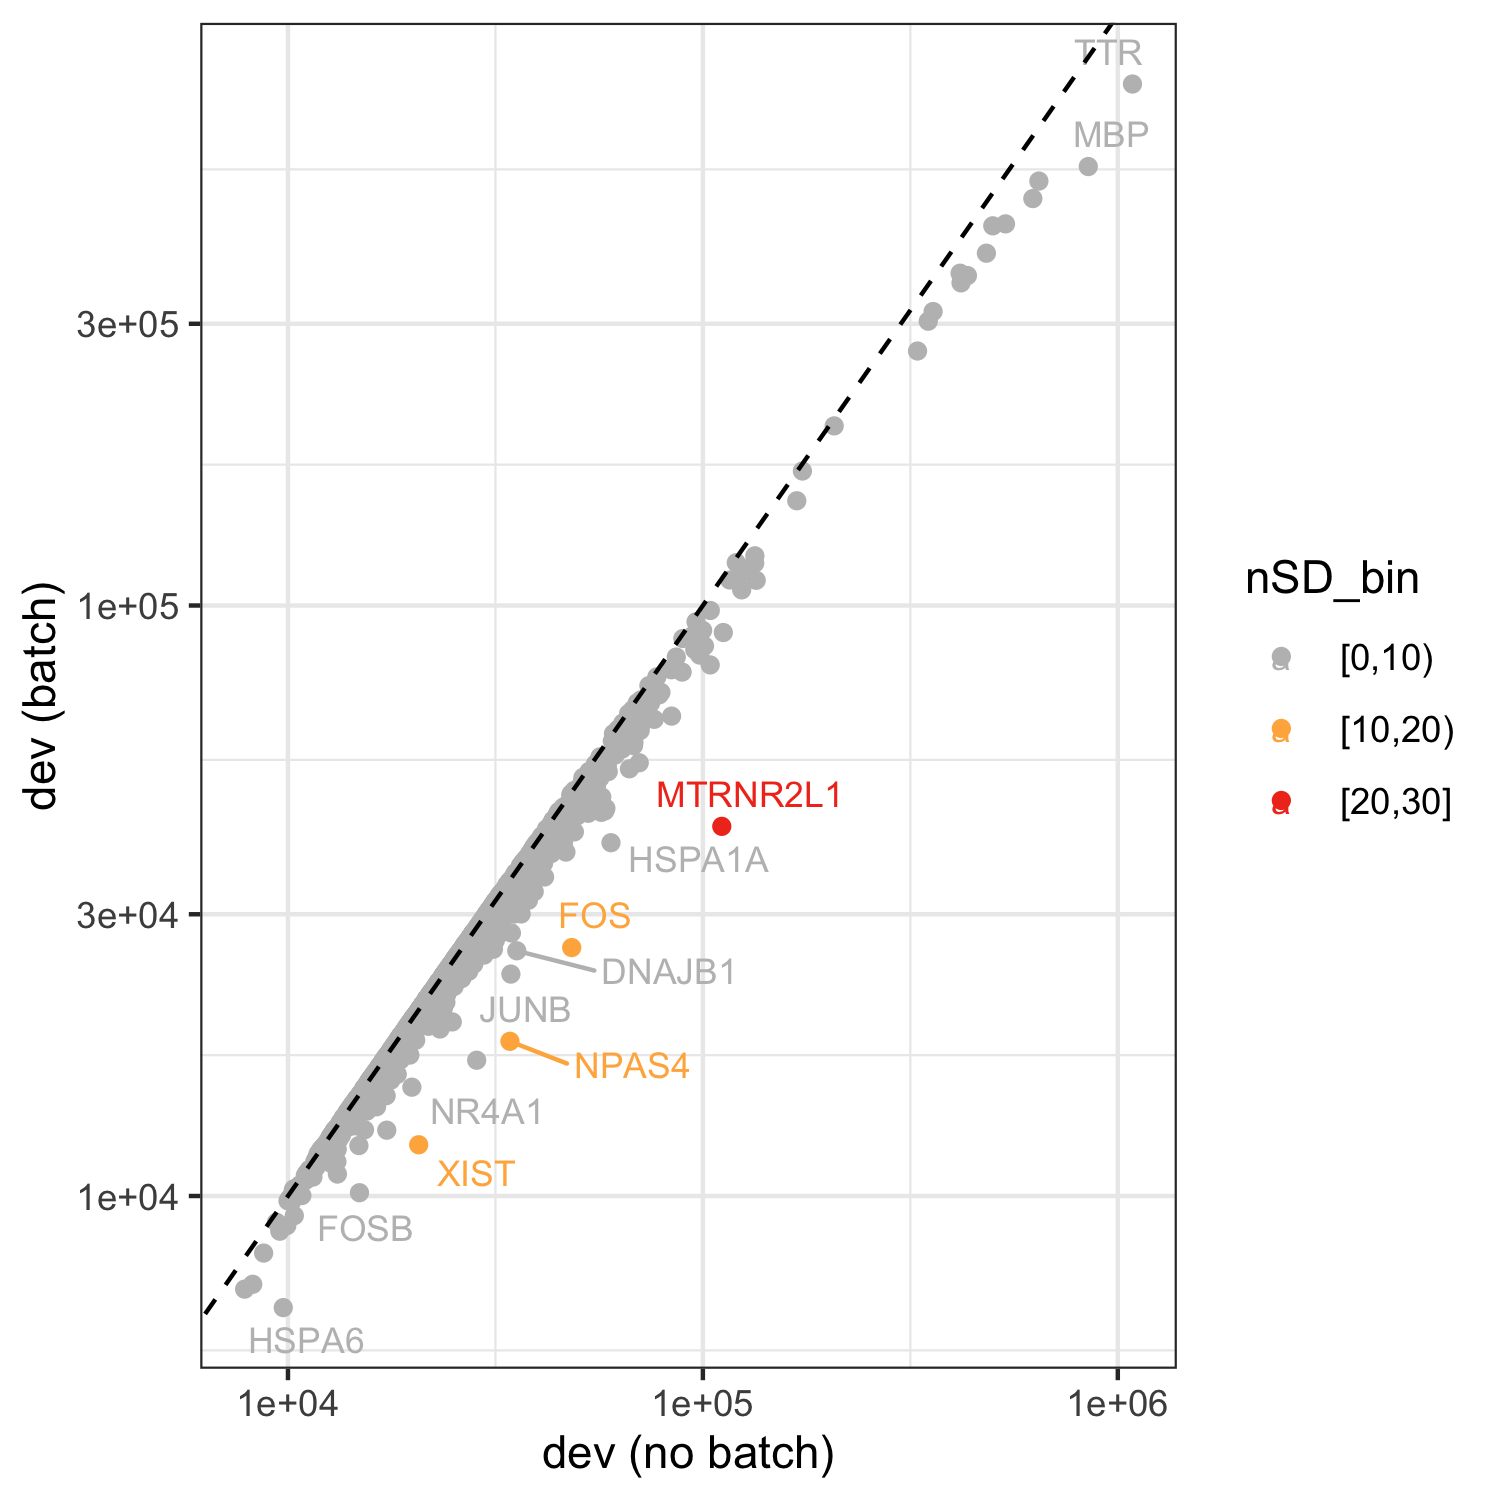 TTR
MBP
3e+05
1e+05
3e+04
1e+04
dev (batch)
MTRNR2L1
HSPA1A
FOS
DNAJB1
JUNB
NPAS4
NR4A1
XIST
FOSB
HSPA6
1e+04
1e+05
1e+06
dev (no batch)
nSD_bin
a [0,10)
a [10,20)
a [20,30]